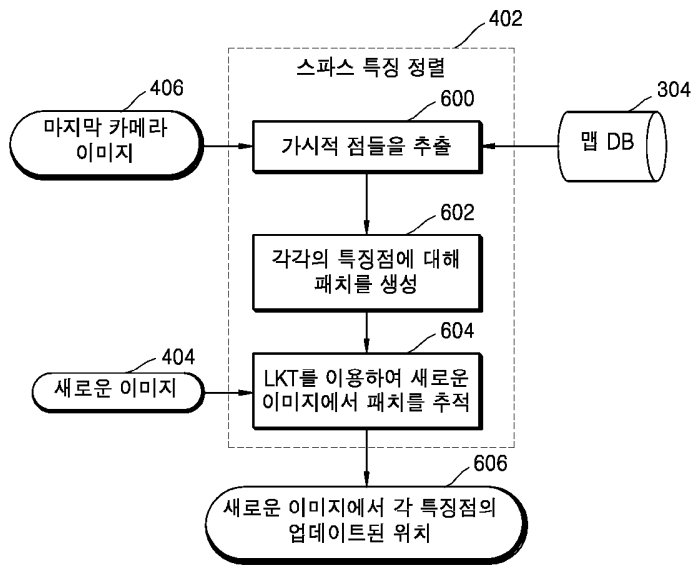 402
스파스 특징 정렬
406
마지막 카메라
이미지
600
가시적 점들을 추출
304
맵 DB
602
각각의 특징점에 대해
패치를 생성
404
새로운 이미지
604
LKT를 이용하여 새로운
이미지에서 패치를 추적
606
새로운 이미지에서 각 특징점의
업데이트된 위치